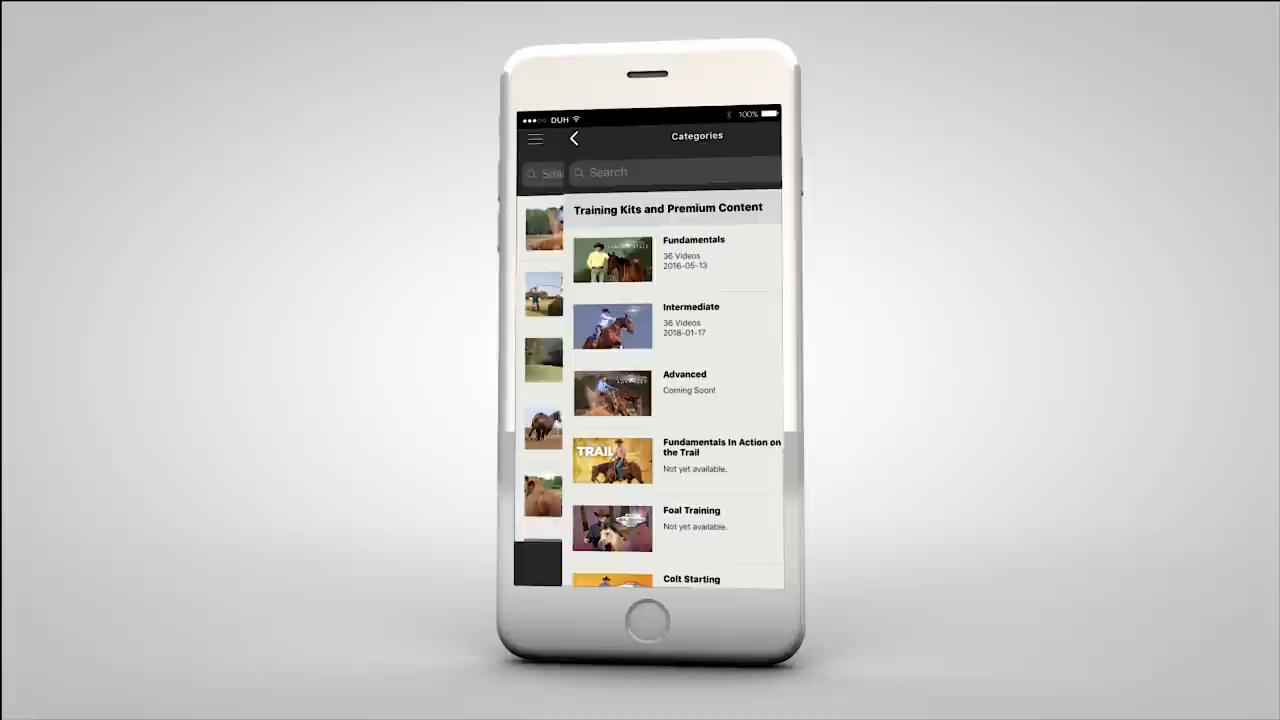 DUH
100%
Categories
Sea
Search
Training Kits and Premium Content
Fundamentals
36 Videos
2016-05-13
Intermediate
36 Videos
2018-01-17
Advanced
Coming Soon!
TRAIL
Fundamentals In Action on
the Trail
Not yet available.
Foal Training
Not yet available.
Colt Starting